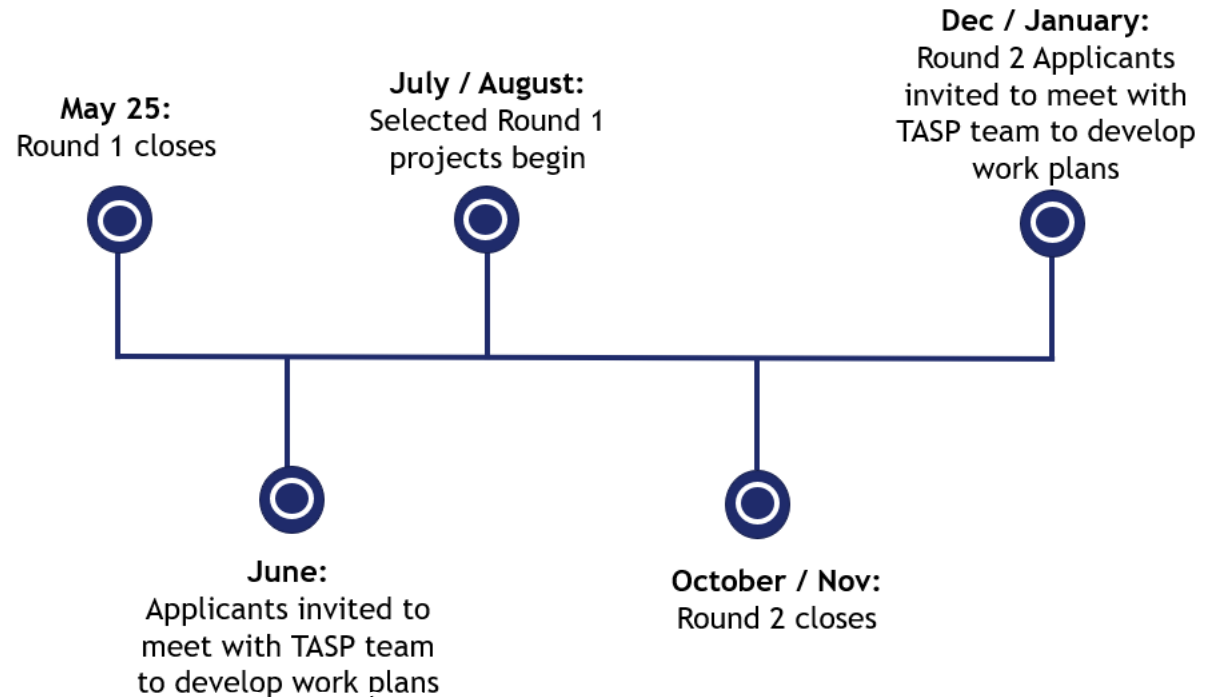 May 25:
Round 1 closes
June:
Applicants invited to
meet with TASP team
to develop work plans
July / August:
Selected Round 1
projects begin
October / Nov:
Round 2 closes
Dec / January:
Round 2 Applicants
invited to meet with
TASP team to develop
work plans